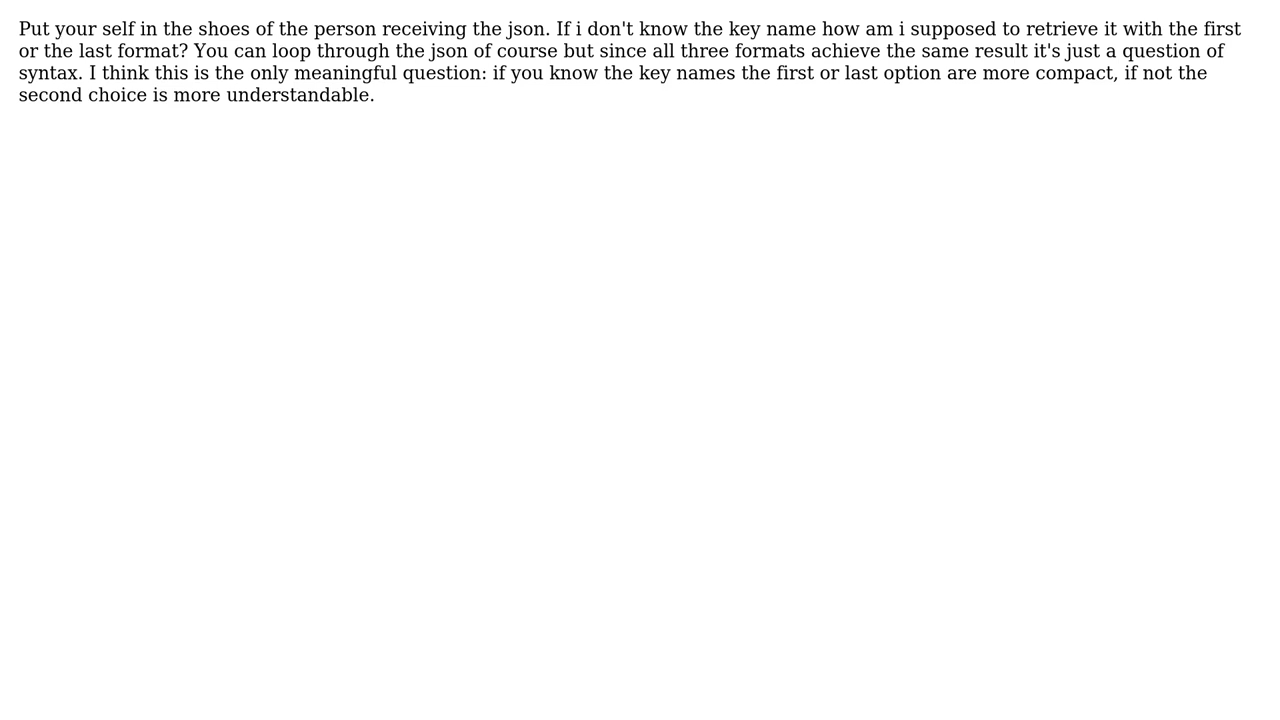 Put your self in the shoes of the person receiving the json. If i don't know the key name how am i supposed to retrieve it with the first
or the last format? You can loop through the json of course but since all three formats achieve the same result it's just a question of
syntax. I think this is the only meaningful question: if you know the key names the first or last option are more compact, if not the
second choice is more understandable.